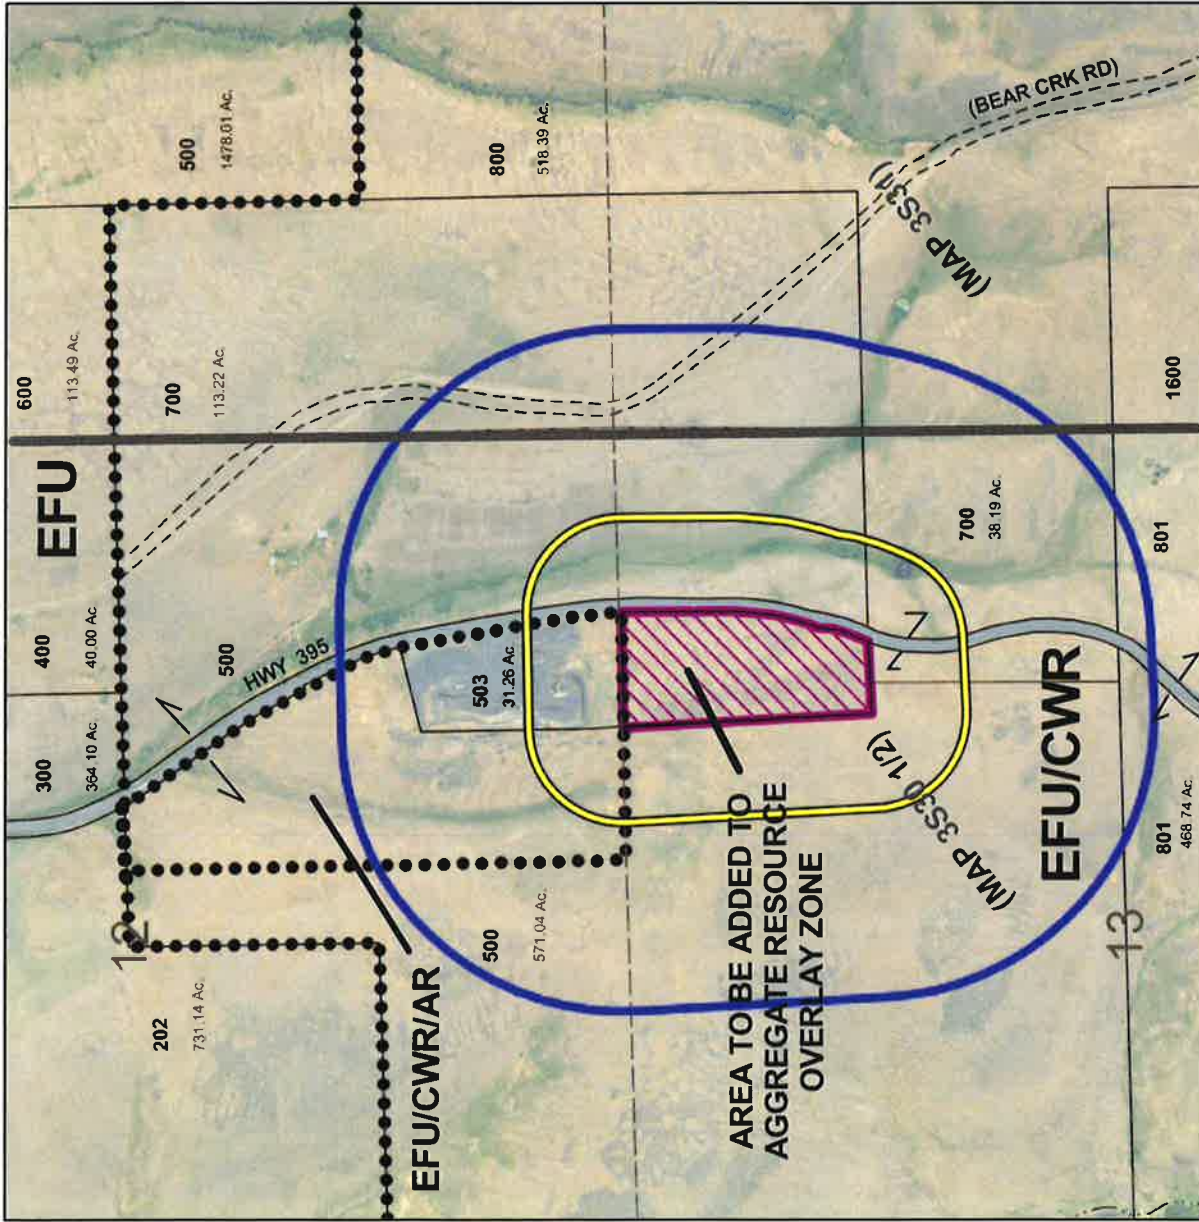 600
113.49 Ac.
EFU
400
40.00 Ac.
300
364.10 Ac.
12
202
731.14 Ac.
500
1478.01 Ac.
800
518.39 Ac.
(BEAR CRK RD)
(MAP 3S31)
700
113.22 Ac.
500
HWY 395
503
31.26 Ac.
EFU/CWR/AR
500
571.04 Ac.
AREA TO BE ADDED TO
AGGREGATE RESOURCE
OVERLAY ZONE
(MAP 3S30 1/2)
700
38.19 Ac.
EFU/CWR
1600
801
801
468.74 Ac.
13